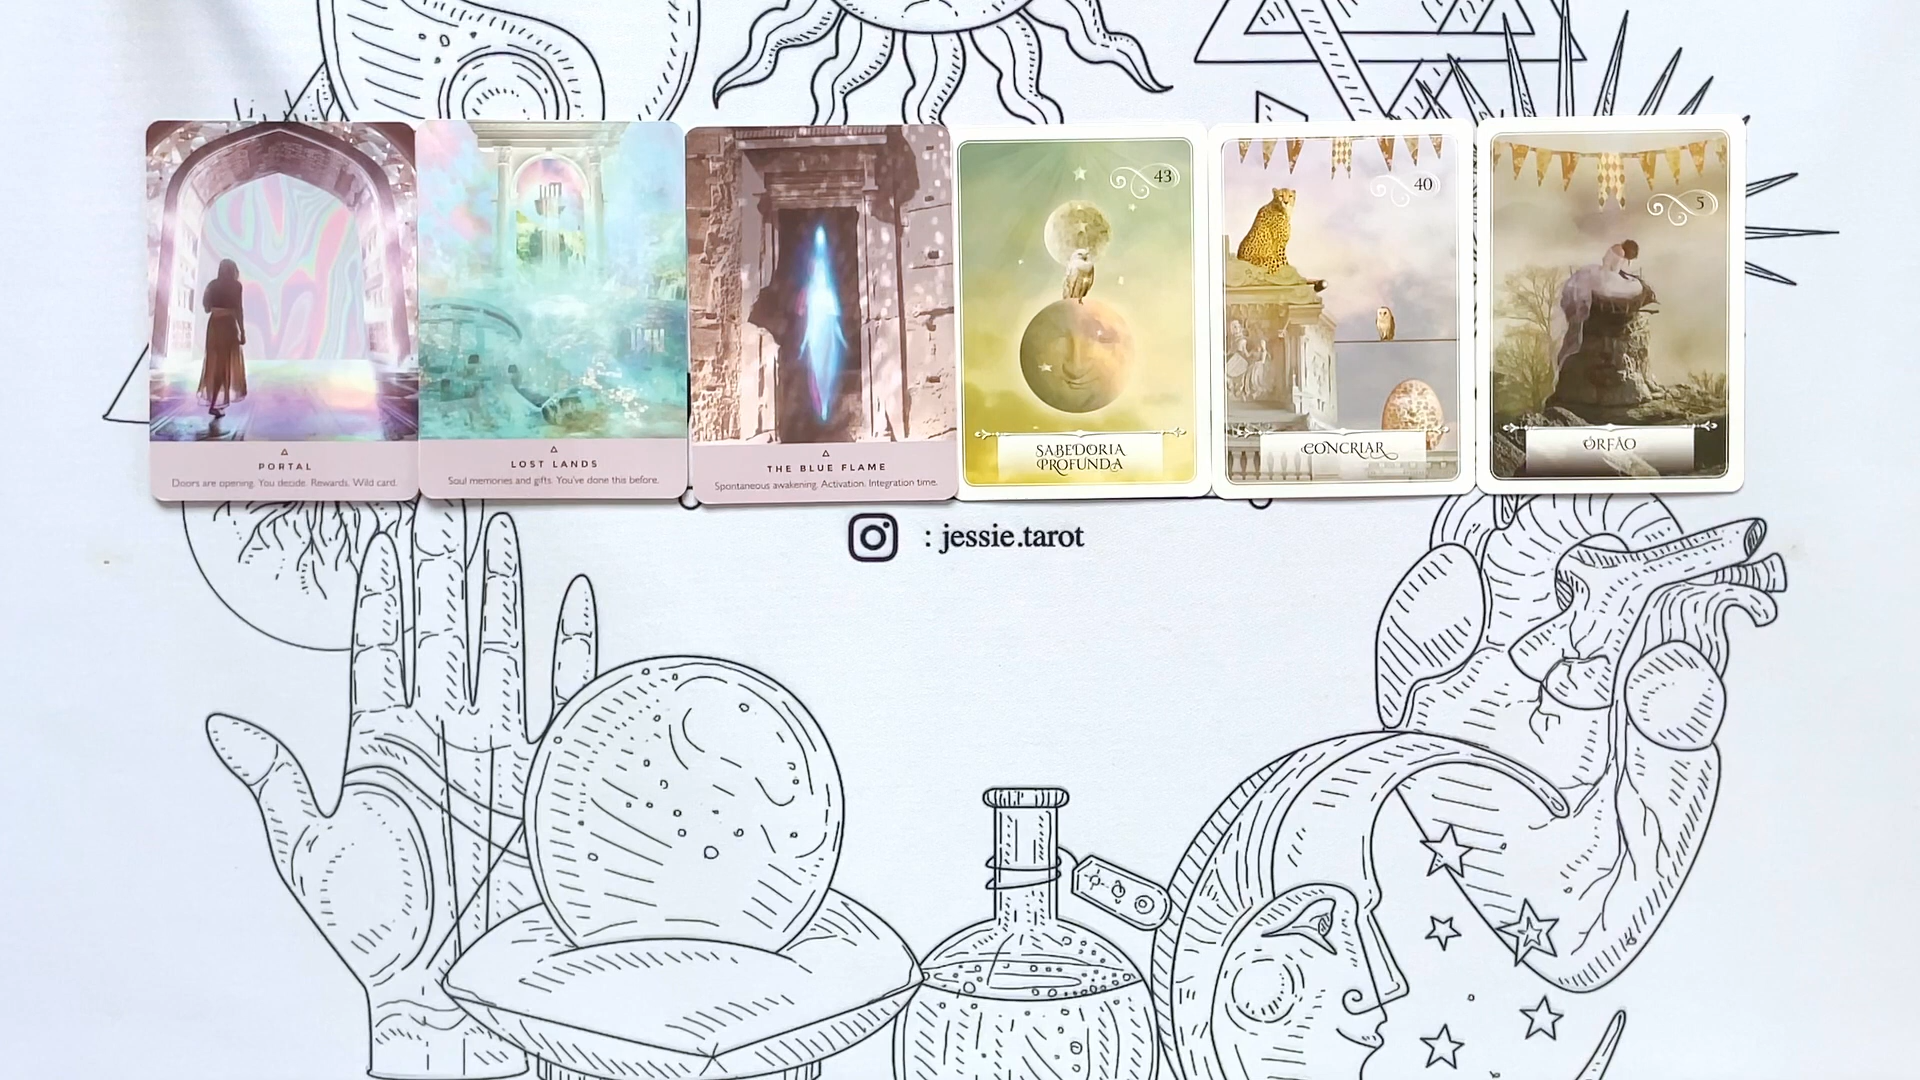 PORTAL
Doors are opening. You decide. Rewards. Wild card.
LOST LANDS
Soul memories and gifts. You've done this before.
THE BLUE FLAME
Spontaneous awakening. Activation. Integration time.
43
SABEDORIA
PROFUNDA
40
CONCRIAR
5
ÓRFÃO
: jessie.tarot